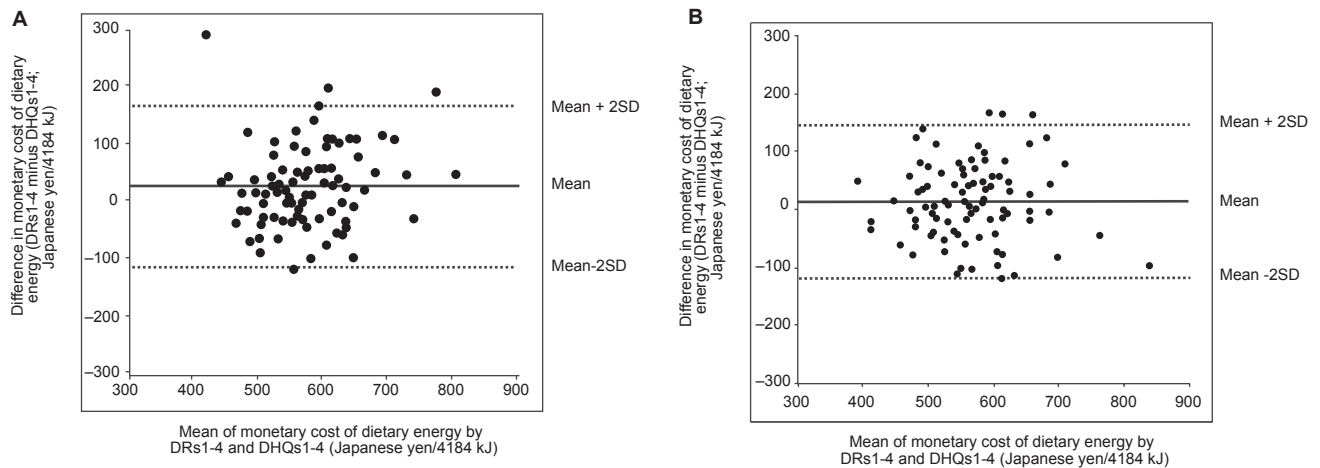 A
Difference in monetary cost of dietary
energy (DRs1-4 minus DHQs1-4;
Japanese yen/4184 kJ)
300
200
100
0
–100
–200
–300
300
400
500
600
700
800
900
Mean + 2SD
Mean
Mean-2SD
Mean of monetary cost of dietary energy by
DRs1-4 and DHQs1-4 (Japanese yen/4184 kJ)
B
Difference in monetary cost of dietary
energy (DRs1-4 minus DHQs1-4;
Japanese yen/4184 kJ)
300
200
100
0
–100
–200
–300
300
400
500
600
700
800
900
Mean + 2SD
Mean
Mean -2SD
Mean of monetary cost of dietary energy by
DRs1-4 and DHQs1-4 (Japanese yen/4184 kJ)